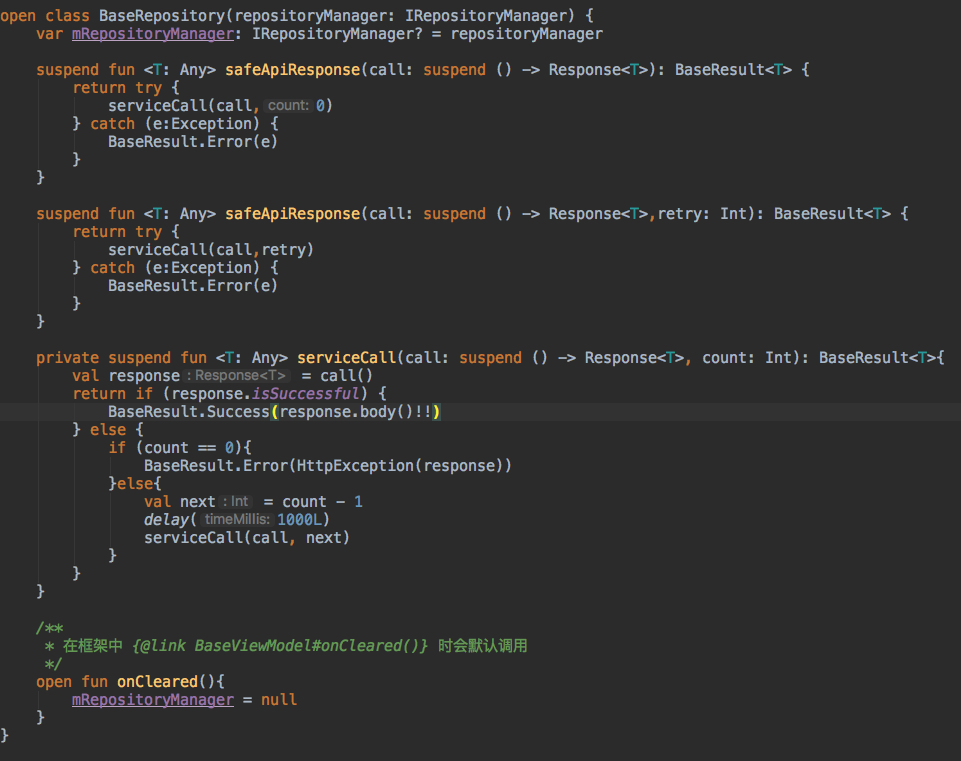 open class BaseRepository(repositoryManager: IRepositoryManager) {
    var mRepositoryManager: IRepositoryManager? = repositoryManager

    suspend fun <T: Any> safeApiResponse(call: suspend () -> Response<T>): BaseResult<T> {
        return try {
            serviceCall(call, count: 0)
        } catch (e:Exception) {
            BaseResult.Error(e)
        }
    }

    suspend fun <T: Any> safeApiResponse(call: suspend () -> Response<T>,retry: Int): BaseResult<T> {
        return try {
            serviceCall(call,retry)
        } catch (e:Exception) {
            BaseResult.Error(e)
        }
    }

    private suspend fun <T: Any> serviceCall(call: suspend () -> Response<T>, count: Int): BaseResult<T>{
        val response : Response<T> = call()
        return if (response.isSuccessful) {
            BaseResult.Success(response.body()!!)
        } else {
            if (count == 0){
                BaseResult.Error(HttpException(response))
            }else{
                val next : Int = count - 1
                delay( timeMillis: 1000L)
                serviceCall(call, next)
            }
        }
    }

    /**
     * 在框架中 {@link BaseViewModel#onCleared()} 时会默认调用
     */
    open fun onCleared(){
        mRepositoryManager = null
    }
}